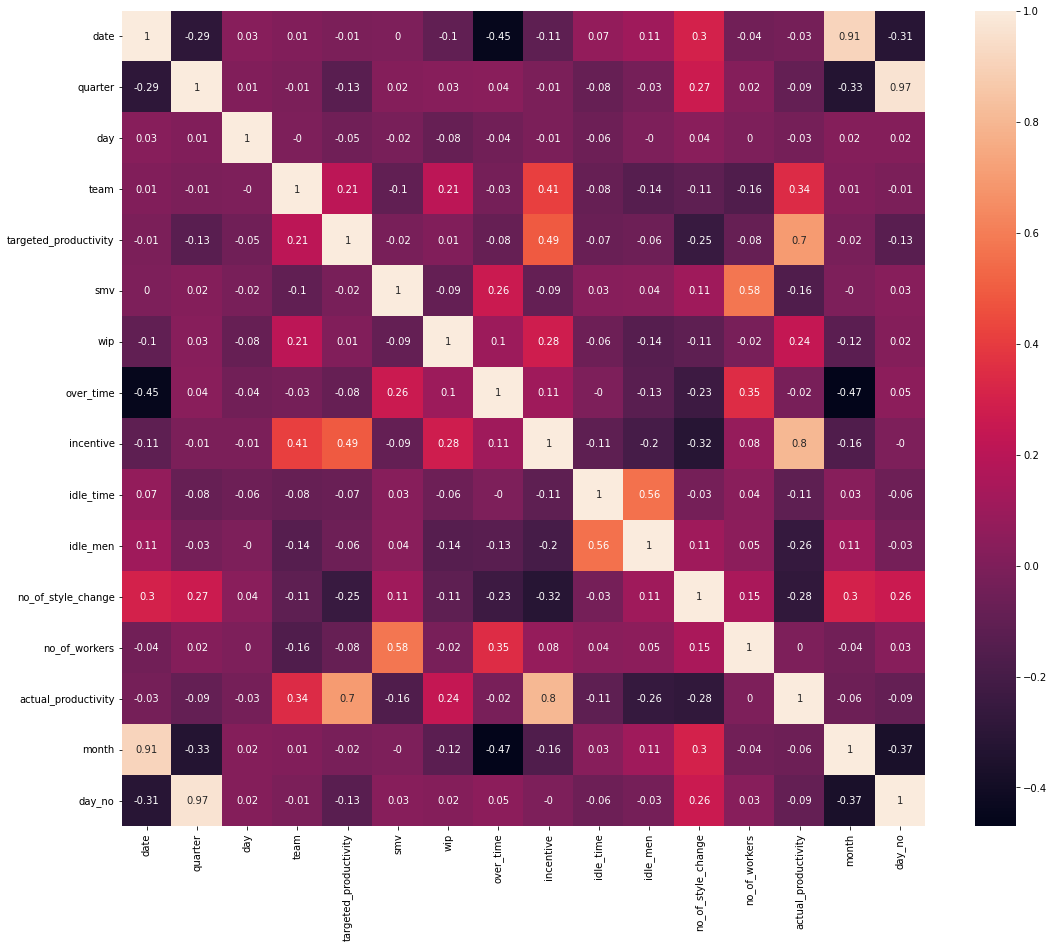 date 1 -0.29 0.03 0.01 -0.01 0 -0.1 -0.45 -0.11 0.07 0.11 0.3 -0.04 -0.03 0.91 -0.31
quarter -0.29 1 0.01 -0.01 -0.13 0.02 0.03 0.04 -0.01 -0.08 -0.03 0.27 0.02 -0.09 -0.33 0.97
day 0.03 0.01 1 -0 -0.05 -0.02 -0.08 -0.04 -0.01 -0.06 -0 0.04 0 -0.03 0.02 0.02
team 0.01 -0.01 -0 1 0.21 -0.1 0.21 -0.03 0.41 -0.08 -0.14 -0.11 -0.16 0.34 0.01 -0.01
targeted_productivity -0.01 -0.13 -0.05 0.21 1 -0.02 0.01 -0.08 0.49 -0.07 -0.06 -0.25 -0.08 0.7 -0.02 -0.13
smv 0 0.02 -0.02 -0.1 -0.02 1 -0.09 0.26 -0.09 0.03 0.04 0.11 0.58 -0.16 -0 0.03
wip -0.1 0.03 -0.08 0.21 0.01 -0.09 1 0.1 0.28 -0.06 -0.14 -0.11 -0.02 0.24 -0.12 0.02
over_time -0.45 0.04 -0.04 -0.03 -0.08 0.26 0.1 1 0.11 -0 -0.13 -0.23 0.35 -0.02 -0.47 0.05
incentive -0.11 -0.01 -0.01 0.41 0.49 -0.09 0.28 0.11 1 -0.11 -0.2 -0.32 0.08 0.8 -0.16 -0
idle_time 0.07 -0.08 -0.06 -0.08 -0.07 0.03 -0.06 -0 -0.11 1 0.56 -0.03 0.04 -0.11 0.03 -0.06
idle_men 0.11 -0.03 -0 -0.14 -0.06 0.04 -0.14 -0.13 -0.2 0.56 1 0.11 0.05 -0.26 0.11 -0.03
no_of_style_change 0.3 0.27 0.04 -0.11 -0.25 0.11 -0.11 -0.23 -0.32 -0.03 0.11 1 0.15 -0.28 0.3 0.26
no_of_workers -0.04 0.02 0 -0.16 -0.08 0.58 -0.02 0.35 0.08 0.04 0.05 0.15 1 0 -0.04 0.03
actual_productivity -0.03 -0.09 -0.03 0.34 0.7 -0.16 0.24 -0.02 0.8 -0.11 -0.26 -0.28 0 1 -0.06 -0.09
month 0.91 -0.33 0.02 0.01 -0.02 -0 -0.12 -0.47 -0.16 0.03 0.11 0.3 -0.04 -0.06 1 -0.37
day_no -0.31 0.97 0.02 -0.01 -0.13 0.03 0.02 0.05 -0 -0.06 -0.03 0.26 0.03 -0.09 -0.37 1
date
quarter
day
team
targeted_productivity
smv
wip
over_time
incentive
idle_time
idle_men
no_of_style_change
no_of_workers
actual_productivity
month
day_no
1.0
0.8
0.6
0.4
0.2
0.0
−0.2
−0.4